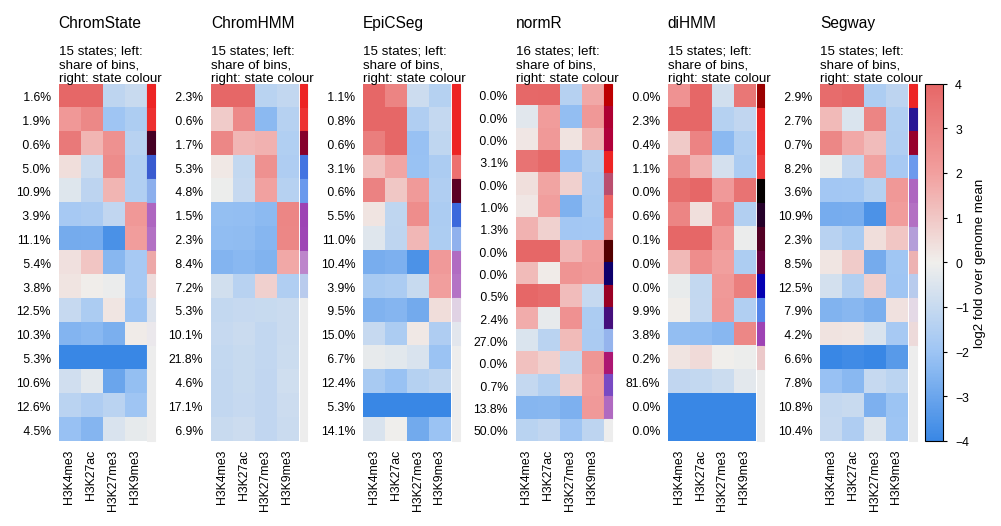 ChromState
ChromHMM
EpiCSeg
normR
diHMM
Segway
15 states; left:
share of bins,
right: state colour
15 states; left:
share of bins,
right: state colour
15 states; left:
share of bins,
right: state colour
16 states; left:
share of bins,
right: state colour
15 states; left:
share of bins,
right: state colour
15 states; left:
share of bins,
right: state colour
1.6%
1.9%
0.6%
5.0%
10.9%
3.9%
11.1%
5.4%
3.8%
12.5%
10.3%
5.3%
10.6%
12.6%
4.5%
2.3%
0.6%
1.7%
5.3%
4.8%
1.5%
2.3%
8.4%
7.2%
5.3%
10.1%
21.8%
4.6%
17.1%
6.9%
1.1%
0.8%
0.6%
3.1%
0.6%
5.5%
11.0%
10.4%
3.9%
9.5%
15.0%
6.7%
12.4%
5.3%
14.1%
0.0%
0.0%
0.0%
3.1%
0.0%
1.0%
1.3%
0.0%
0.0%
0.5%
2.4%
27.0%
0.0%
0.7%
13.8%
50.0%
0.0%
2.3%
0.4%
1.1%
0.0%
0.6%
0.1%
0.0%
0.0%
9.9%
3.8%
0.2%
81.6%
0.0%
0.0%
2.9%
2.7%
0.7%
8.2%
3.6%
10.9%
2.3%
8.5%
12.5%
7.9%
4.2%
6.6%
7.8%
10.8%
10.4%
H3K4me3
H3K27ac
H3K27me3
H3K9me3
H3K4me3
H3K27ac
H3K27me3
H3K9me3
H3K4me3
H3K27ac
H3K27me3
H3K9me3
H3K4me3
H3K27ac
H3K27me3
H3K9me3
H3K4me3
H3K27ac
H3K27me3
H3K9me3
H3K4me3
H3K27ac
H3K27me3
H3K9me3
4
3
2
1
0
−1
−2
−3
−4
log2 fold over genome mean